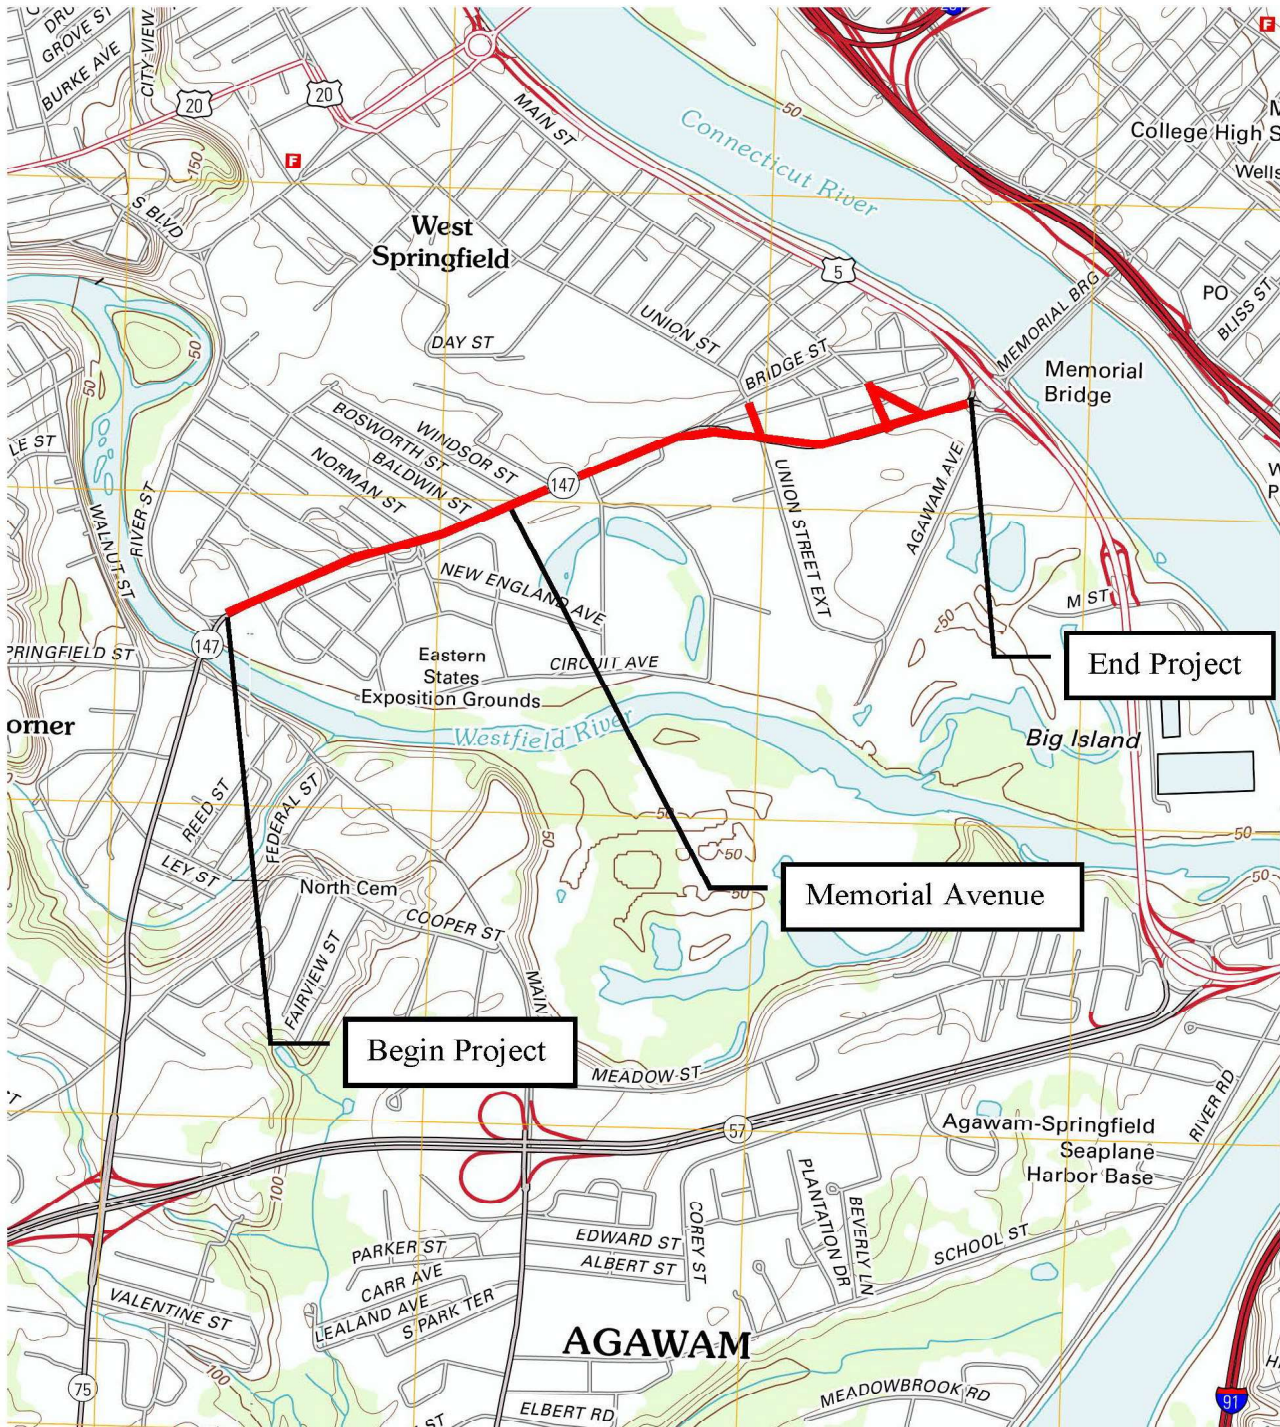 GROVE ST
BURKE AVE
CITY VIEW
20
20
F
F
MAIN ST
50
Connecticut River
College High S
Wells
150
S BLVD
West
Springfield
5
MEMORIAL BRG
PO
BLISS ST
UNION ST
DAY ST
BRIDGE ST
Memorial
Bridge
50
50
LE ST
BOSWORTH ST
WINDSOR ST
BALDWIN ST
NORMAN ST
147
WALNUT ST
RIVER ST
UNION STREET EXT
AGAWAM AVE
NEW ENGLAND AVE
M ST
50
147
PRINGFIELD ST
Eastern
States
Exposition Grounds
CIRCUIT AVE
End Project
orner
Westfield River
Big Island
REED ST
FEDERAL ST
50
50
50
50
LEY ST
North Cem
50
50
Memorial Avenue
COOPER ST
FAIRVIEW ST
MAIN
Begin Project
MEADOW ST
57
RIVER RD
Agawam-Springfield
Seaplane
Harbor Base
100
PLANTATION DR
BEVERLY LN
COREY ST
EDWARD ST
ALBERT ST
SCHOOL ST
PARKER ST
CARR AVE
LEALAND AVE
S PARK TER
VALENTINE ST
AGAWAM
100
75
MEADOWBROOK RD
ELBERT RD
ST
91